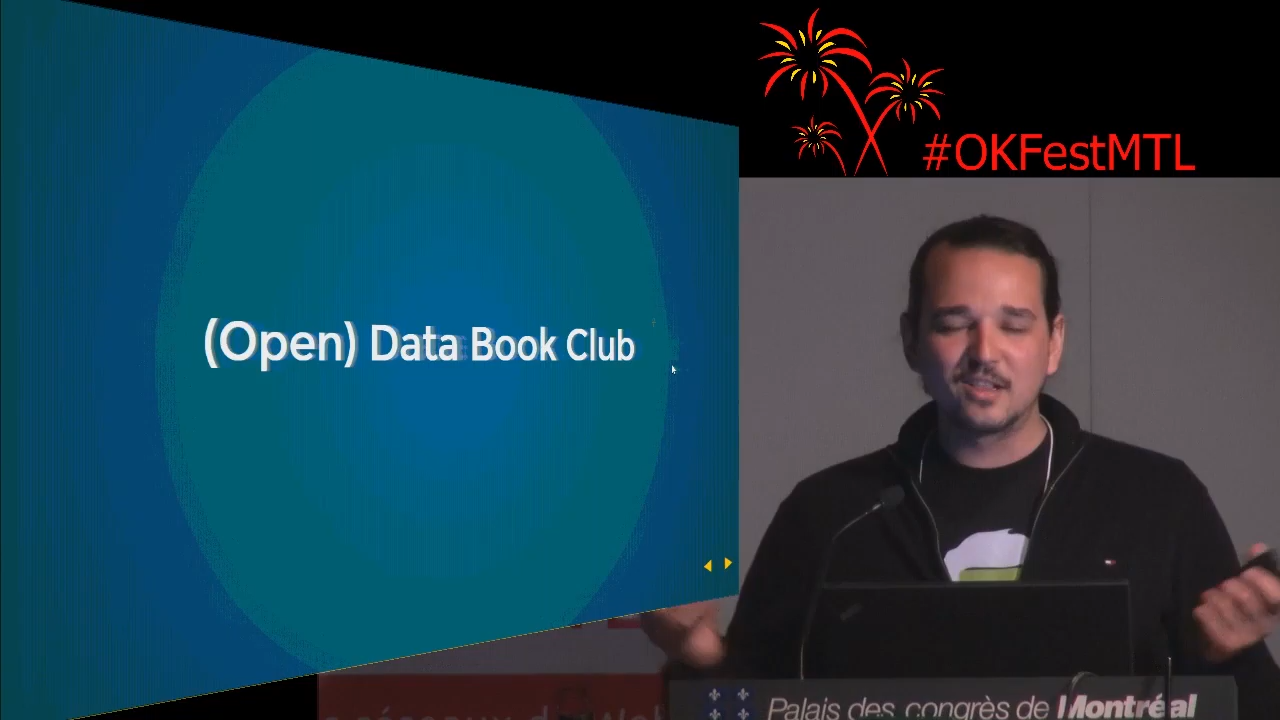 #OKFestMTL
(Open) Data Book Club
Palais des congrès de Montréal